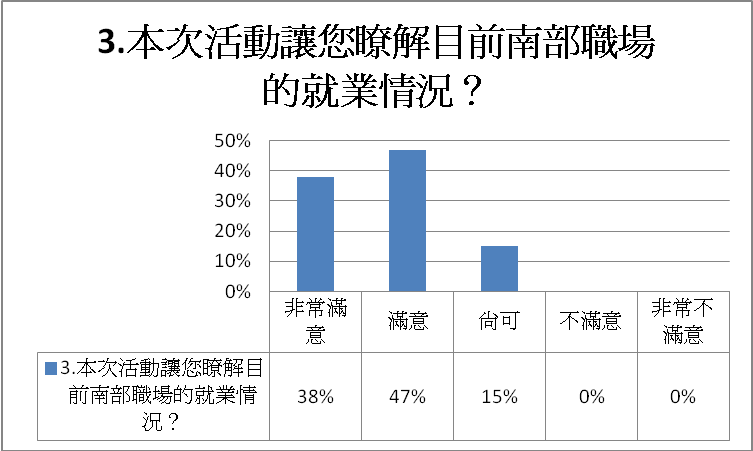 3.本次活動讓您瞭解目前南部職場
的就業情況？
50%
40%
30%
20%
10%
0%
非常滿
意
滿意
尚可
不滿意
非常不
滿意
3.本次活動讓您瞭解目
前南部職場的就業情
況？
38%
47%
15%
0%
0%